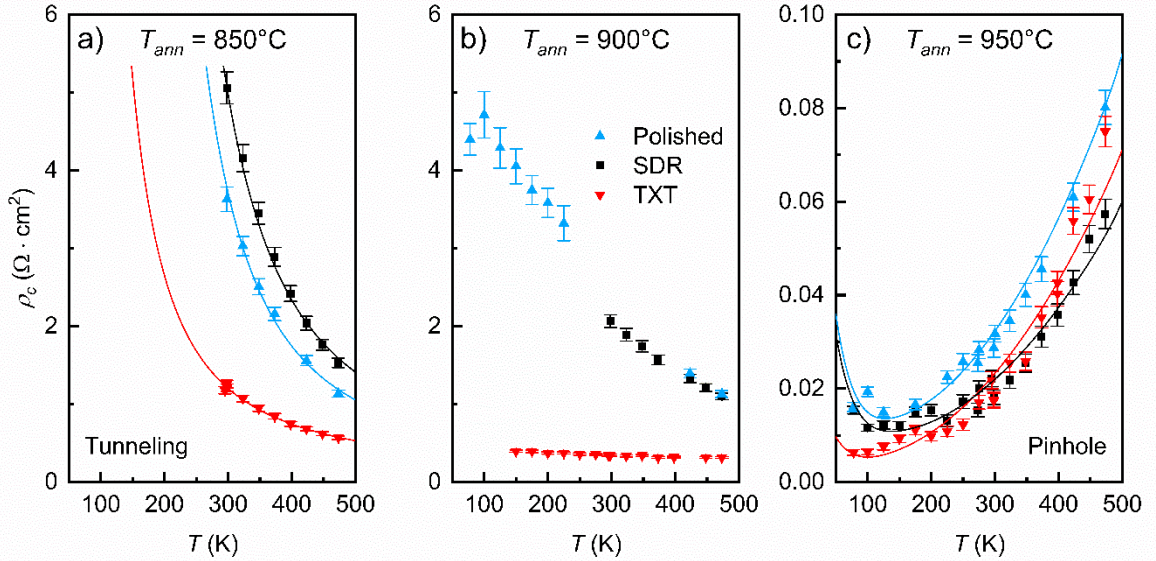 a) T_ann = 850°C
b) T_ann = 900°C
c) T_ann = 950°C
ρ_c (Ω · cm²)
6
4
2
0
Tunneling
100 200 300 400 500
T (K)
6
4
2
0
Polished
SDR
TXT
100 200 300 400 500
T (K)
0.10
0.08
0.06
0.04
0.02
0.00
Pinhole
100 200 300 400 500
T (K)